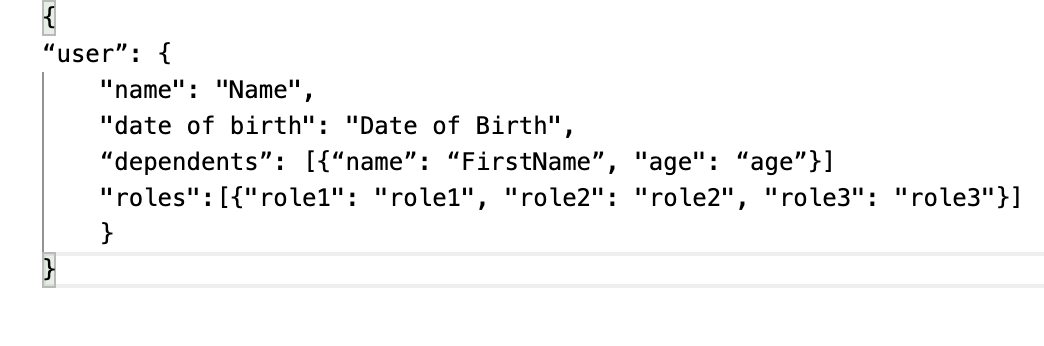 {
“user”: {
    "name": "Name",
    "date of birth": "Date of Birth",
    “dependents”: [{“name”: “FirstName”, "age": “age”}]
    "roles":[{"role1": "role1", "role2": "role2", "role3": "role3"}]
    }
}